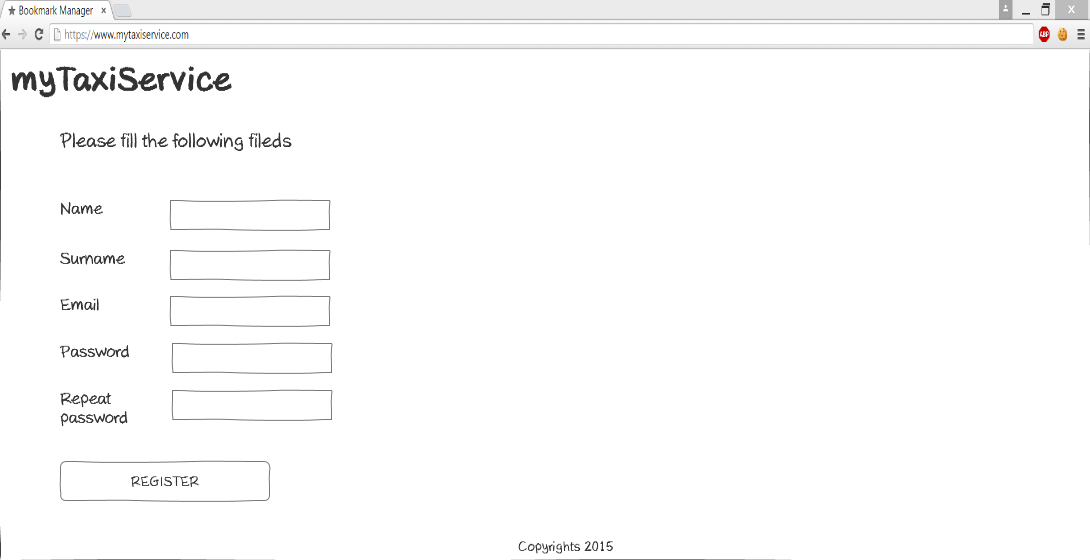 Bookmark Manager x
https://www.mytaxiservice.com
ABP
myTaxiService
Please fill the following fileds
Name
Surname
Email
Password
Repeat
password
REGISTER
Copyrights 2015